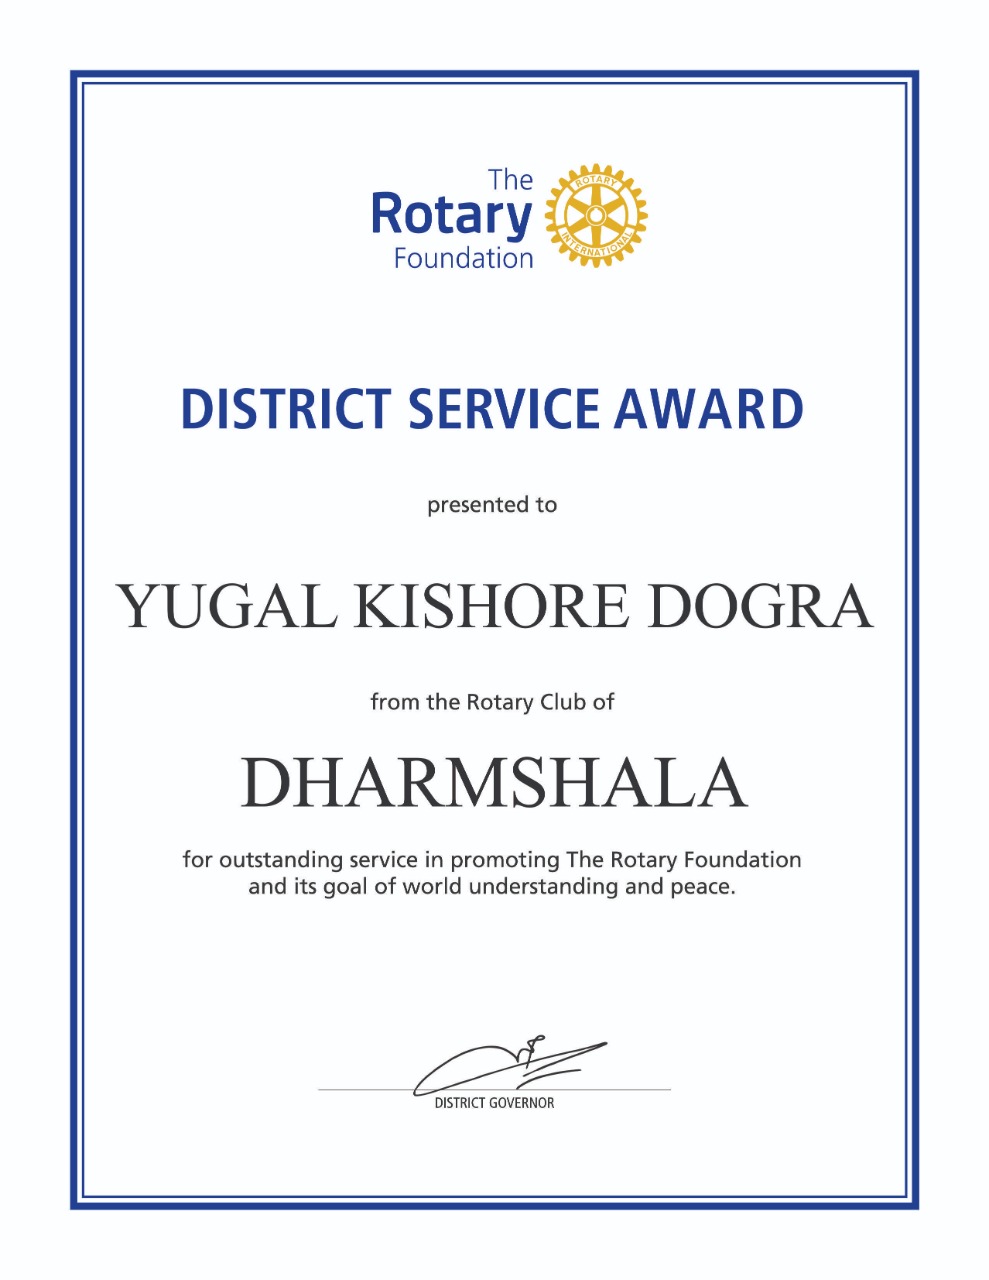 The
Rotary
Foundation
ROTARY
INTERNATIONAL
DISTRICT SERVICE AWARD
presented to
YUGAL KISHORE DOGRA
from the Rotary Club of
DHARMSHALA
for outstanding service in promoting The Rotary Foundation
and its goal of world understanding and peace.
DISTRICT GOVERNOR